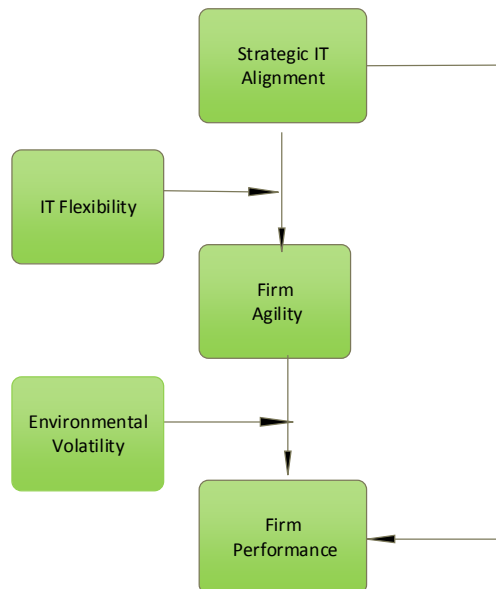 Strategic IT
Alignment
IT Flexibility
Firm
Agility
Environmental
Volatility
Firm
Performance